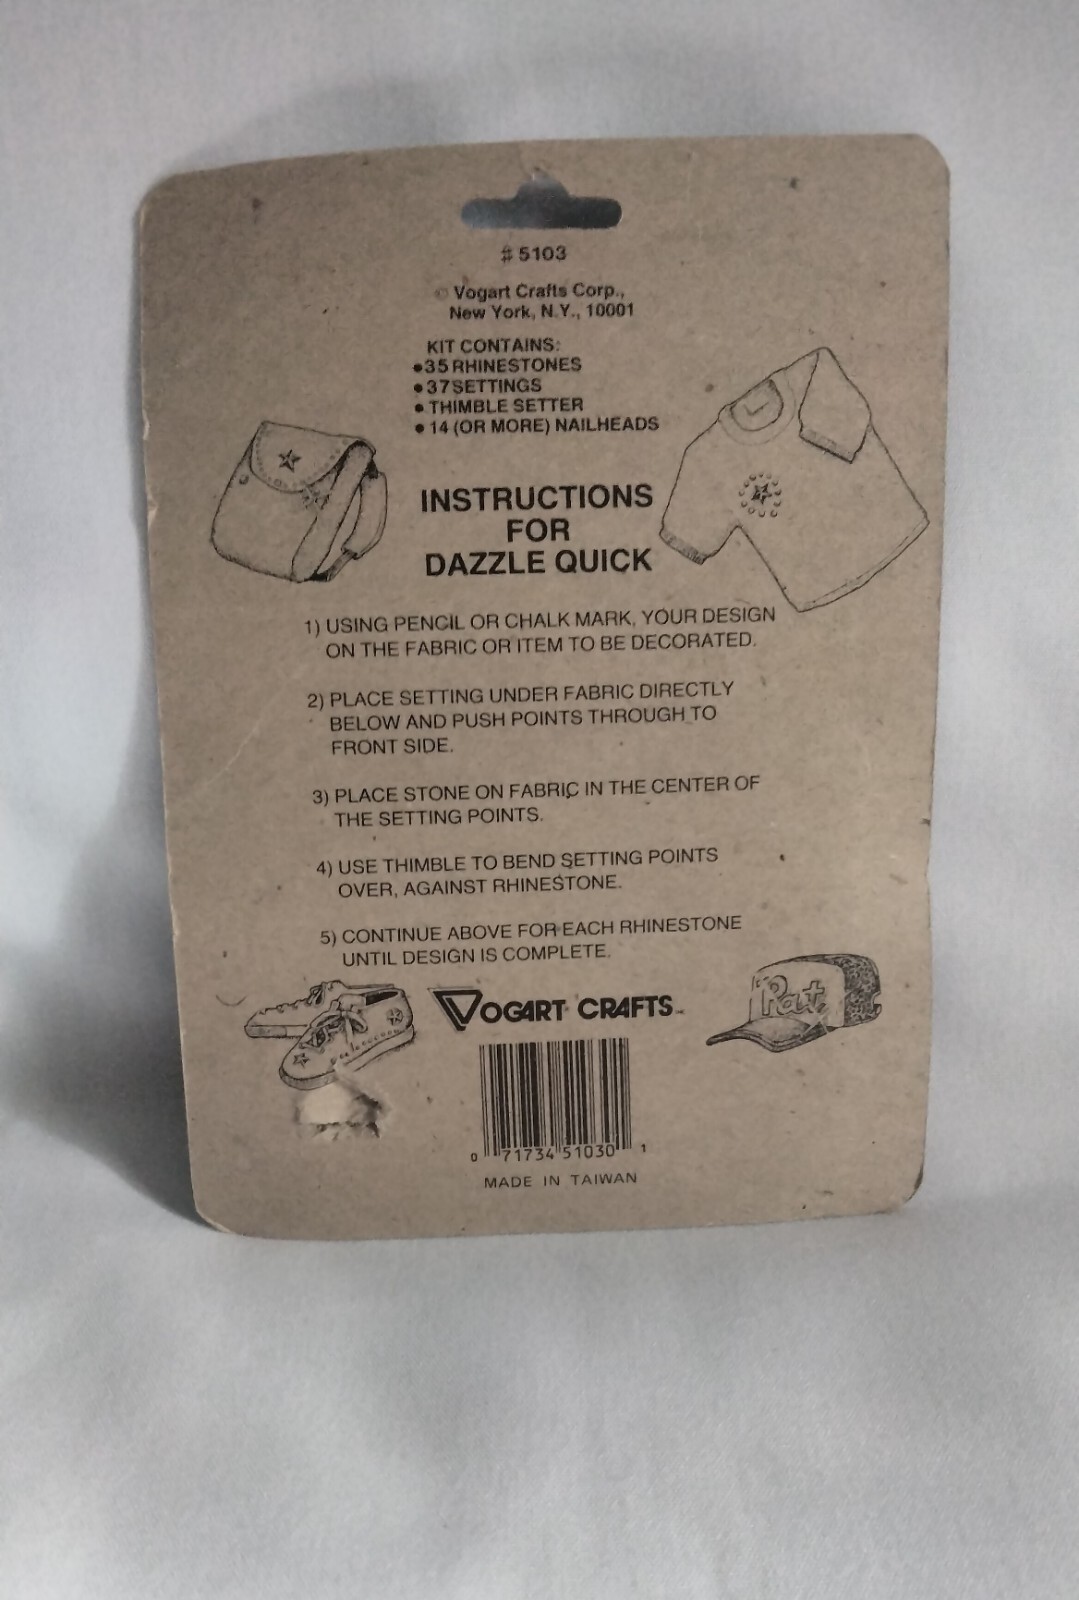 # 5103
© Vogart Crafts Corp.,
New York, N.Y., 10001
KIT CONTAINS:
•35 RHINESTONES
•37 SETTINGS
• THIMBLE SETTER
• 14 (OR MORE) NAILHEADS
INSTRUCTIONS
FOR
DAZZLE QUICK
1) USING PENCIL OR CHALK MARK, YOUR DESIGN
ON THE FABRIC OR ITEM TO BE DECORATED.
2) PLACE SETTING UNDER FABRIC DIRECTLY
BELOW AND PUSH POINTS THROUGH TO
FRONT SIDE.
3) PLACE STONE ON FABRIC IN THE CENTER OF
THE SETTING POINTS.
4) USE THIMBLE TO BEND SETTING POINTS
OVER, AGAINST RHINESTONE.
5) CONTINUE ABOVE FOR EACH RHINESTONE
UNTIL DESIGN IS COMPLETE.
VOGART CRAFTS™
Pat
0 71734 51030 1
MADE IN TAIWAN